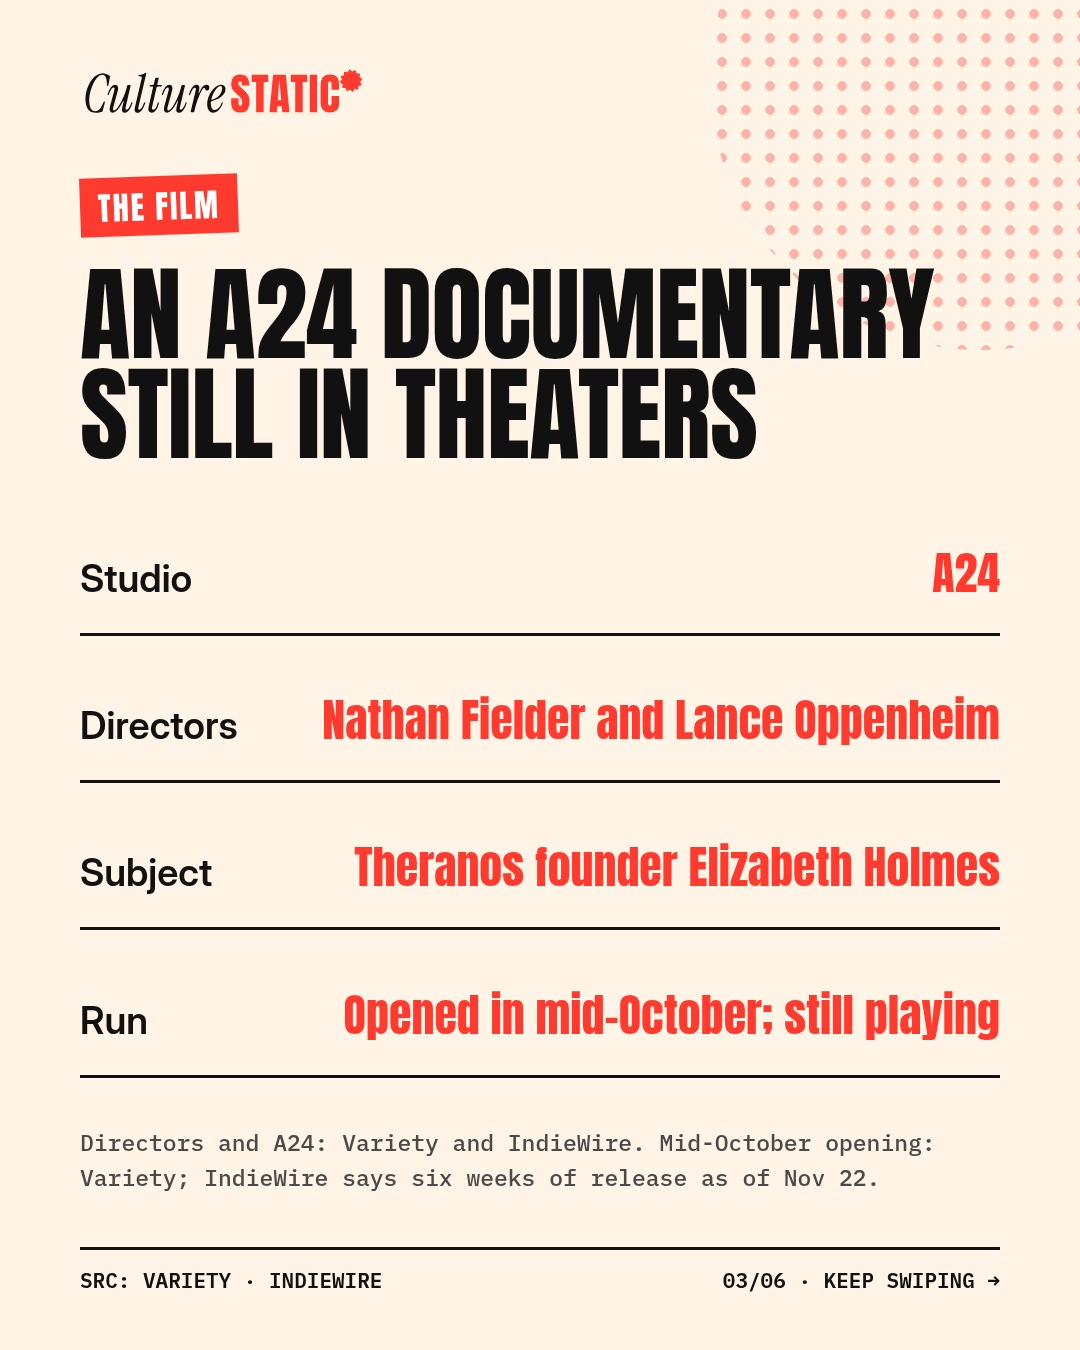 Culture STATIC
THE FILM
AN A24 DOCUMENTARY
STILL IN THEATERS
Studio A24
Directors Nathan Fielder and Lance Oppenheim
Subject Theranos founder Elizabeth Holmes
Run Opened in mid-October; still playing
Directors and A24: Variety and IndieWire. Mid-October opening:
Variety; IndieWire says six weeks of release as of Nov 22.
SRC: VARIETY · INDIEWIRE 03/06 · KEEP SWIPING →